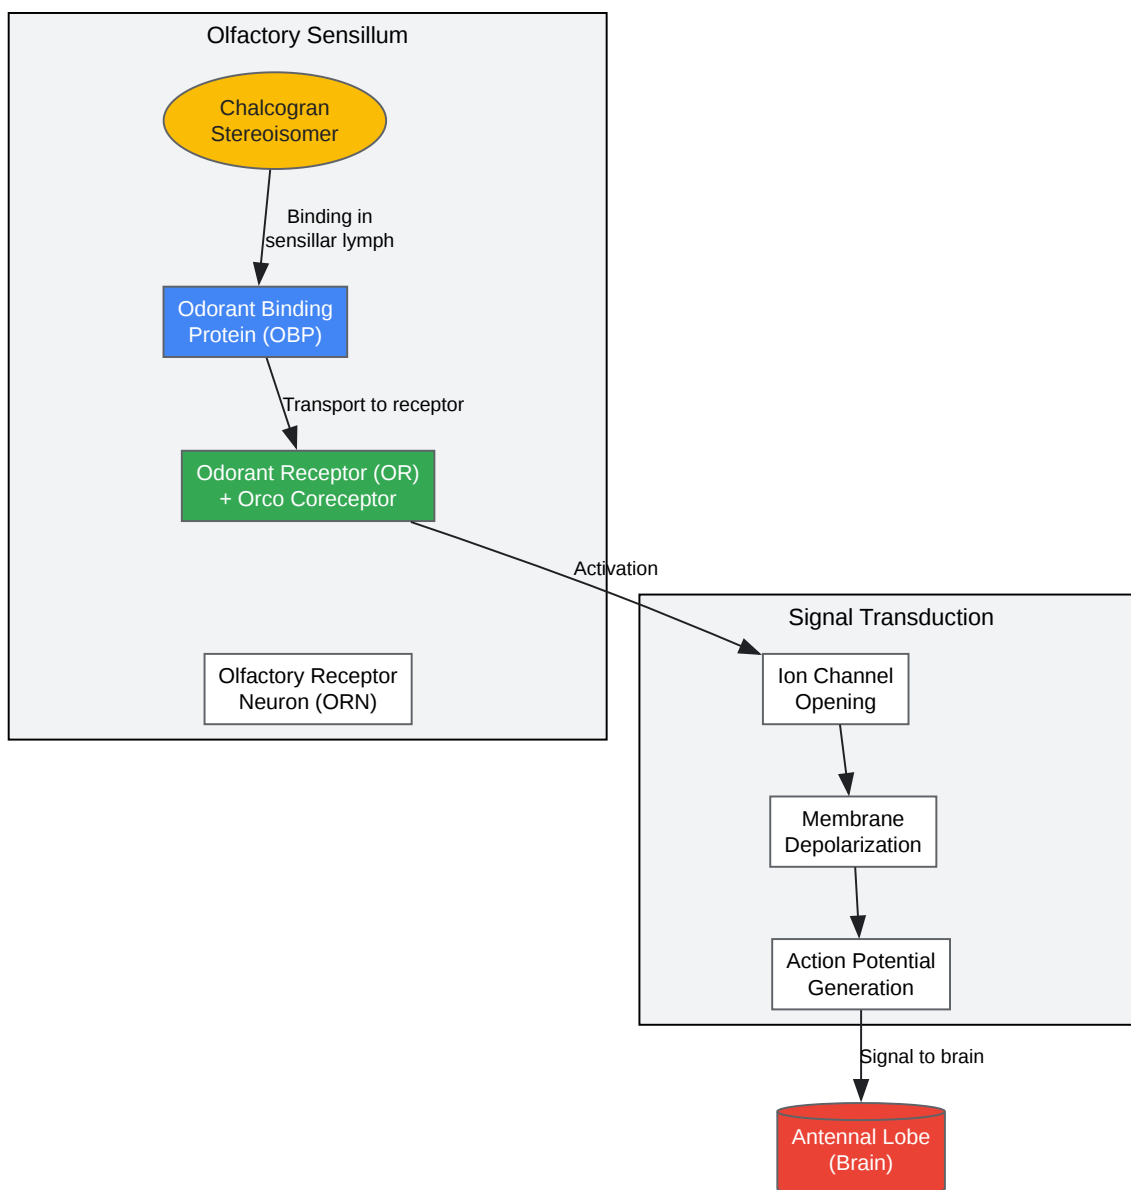 Olfactory Sensillum
Chalcogran
Stereoisomer
Binding in
sensillar lymph
Odorant Binding
Protein (OBP)
Transport to receptor
Odorant Receptor (OR)
+ Orco Coreceptor
Activation
Olfactory Receptor
Neuron (ORN)
Signal Transduction
Ion Channel
Opening
Membrane
Depolarization
Action Potential
Generation
Signal to brain
Antennal Lobe
(Brain)